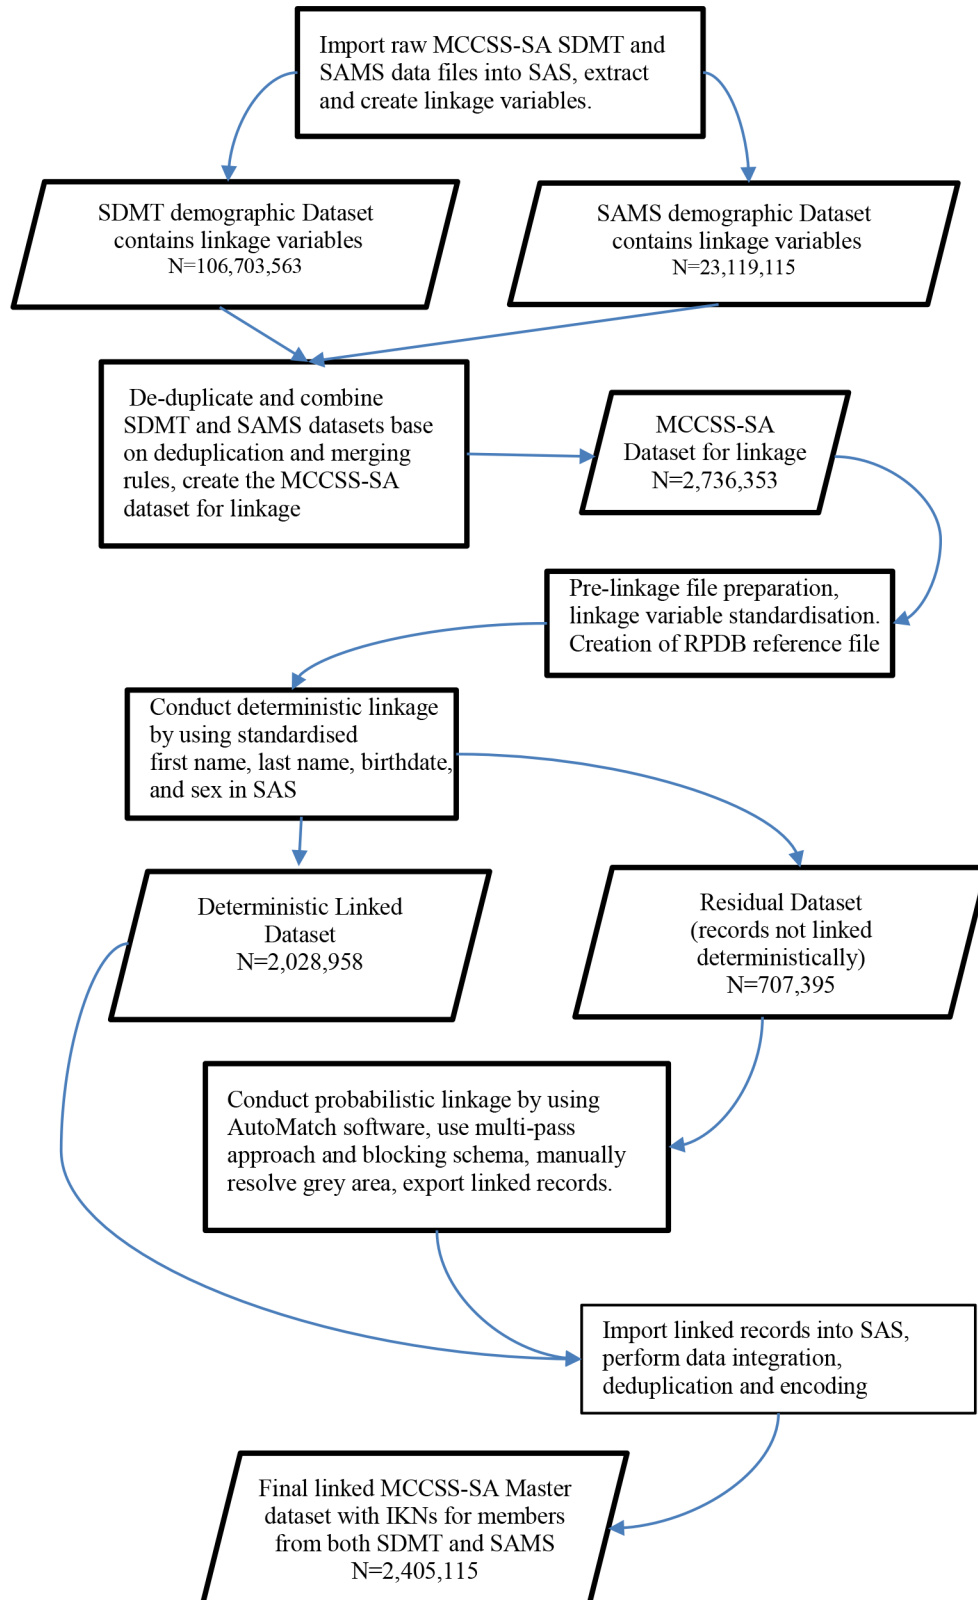 Import raw MCCSS-SA SDMT and
SAMS data files into SAS, extract
and create linkage variables.
SDMT demographic Dataset
contains linkage variables
N=106,703,563
SAMS demographic Dataset
contains linkage variables
N=23,119,115
De-duplicate and combine
SDMT and SAMS datasets base
on deduplication and merging
rules, create the MCCSS-SA
dataset for linkage
MCCSS-SA
Dataset for linkage
N=2,736,353
Pre-linkage file preparation,
linkage variable standardisation.
Creation of RPDB reference file
Conduct deterministic linkage
by using standardised
first name, last name, birthdate,
and sex in SAS
Deterministic Linked
Dataset
N=2,028,958
Residual Dataset
(records not linked
deterministically)
N=707,395
Conduct probabilistic linkage by using
AutoMatch software, use multi-pass
approach and blocking schema, manually
resolve grey area, export linked records.
Import linked records into SAS,
perform data integration,
deduplication and encoding
Final linked MCCSS-SA Master
dataset with IKNs for members
from both SDMT and SAMS
N=2,405,115